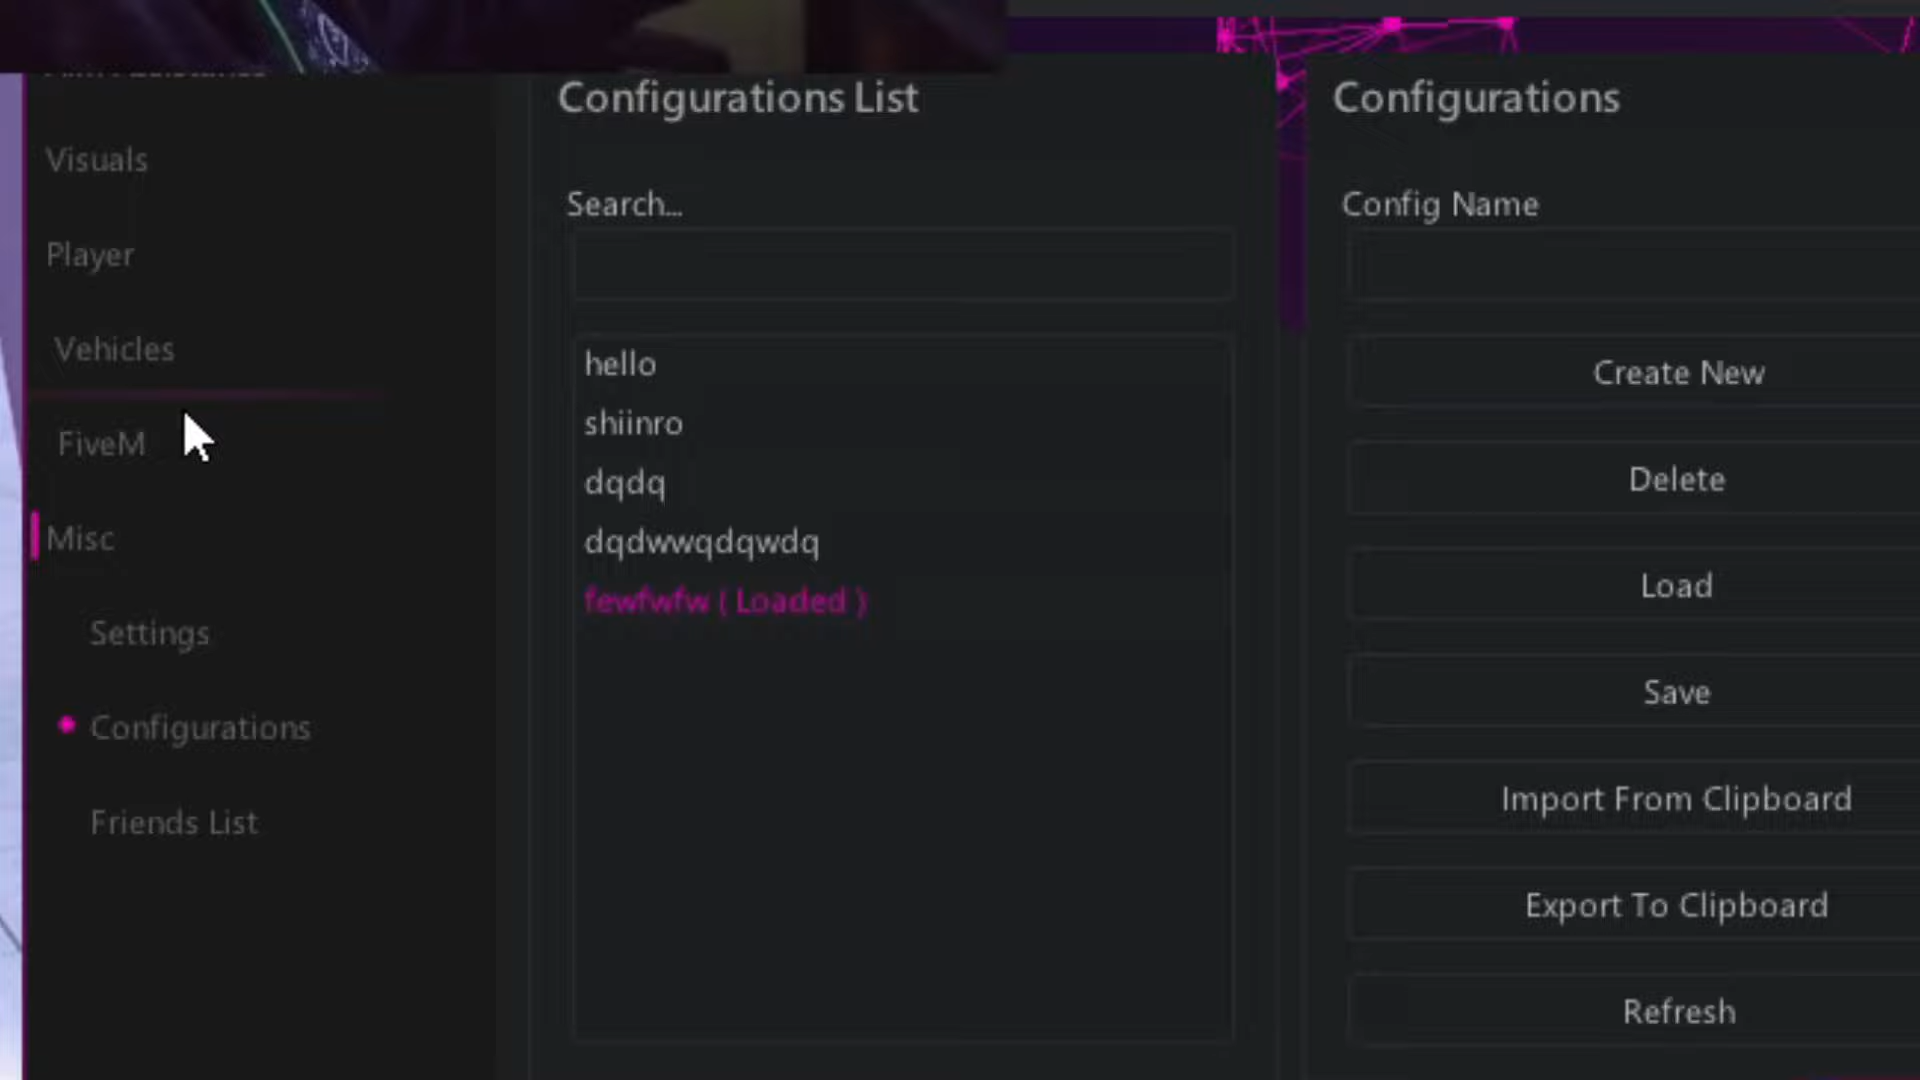 Visuals
Player
Vehicles
FiveM
Misc
Settings
Configurations
Friends List
Configurations List
Search...
hello
shiinro
dqdq
dqdwwqdqwdq
fewfwfw ( Loaded )
Configurations
Config Name
Create New
Delete
Load
Save
Import From Clipboard
Export To Clipboard
Refresh